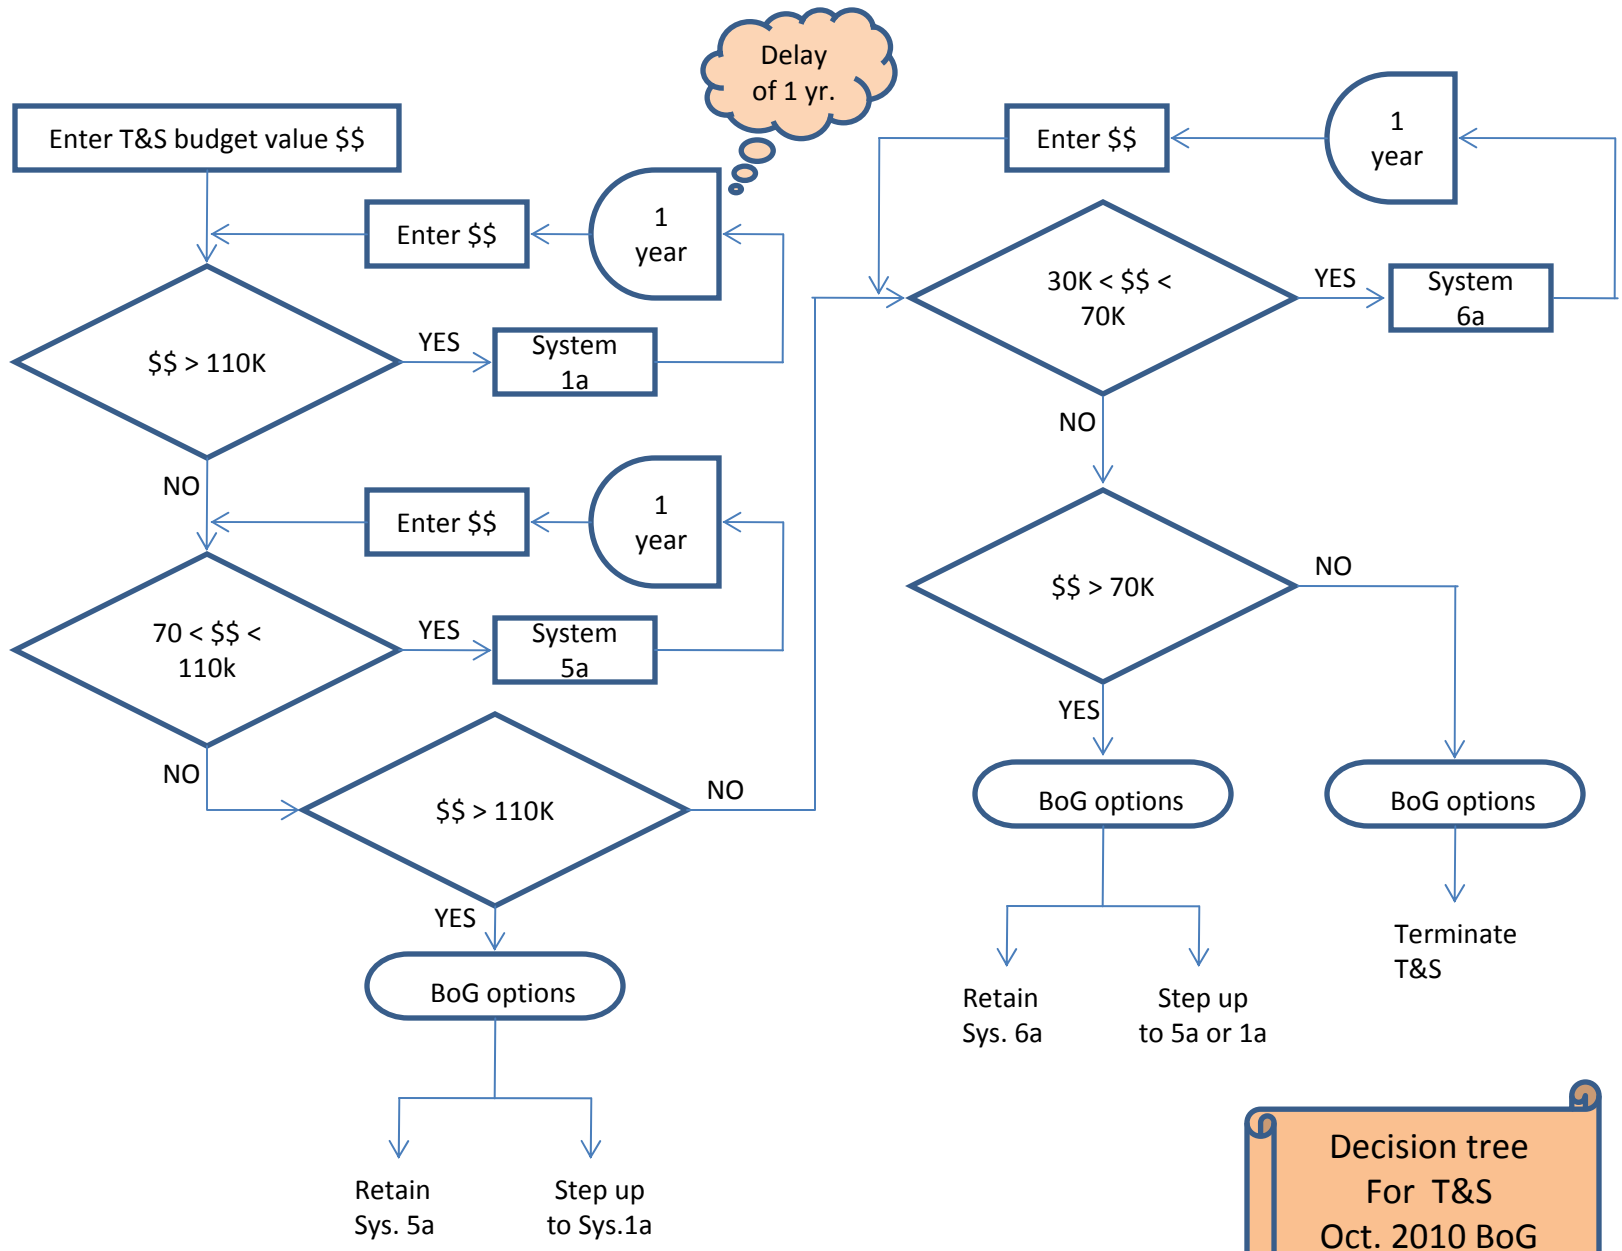 Delay
of 1 yr.
Enter T&S budget value $$
Enter $$
1
year
$$ > 110K
YES
System
1a
NO
Enter $$
1
year
70 < $$ <
110k
YES
System
5a
NO
$$ > 110K
NO
YES
BoG options
Retain
Sys. 5a
Step up
to Sys.1a
Enter $$
1
year
30K < $$ <
70K
YES
System
6a
NO
$$ > 70K
NO
YES
BoG options
BoG options
Retain
Sys. 6a
Step up
to 5a or 1a
Terminate
T&S
Decision tree
For T&S
Oct. 2010 BoG